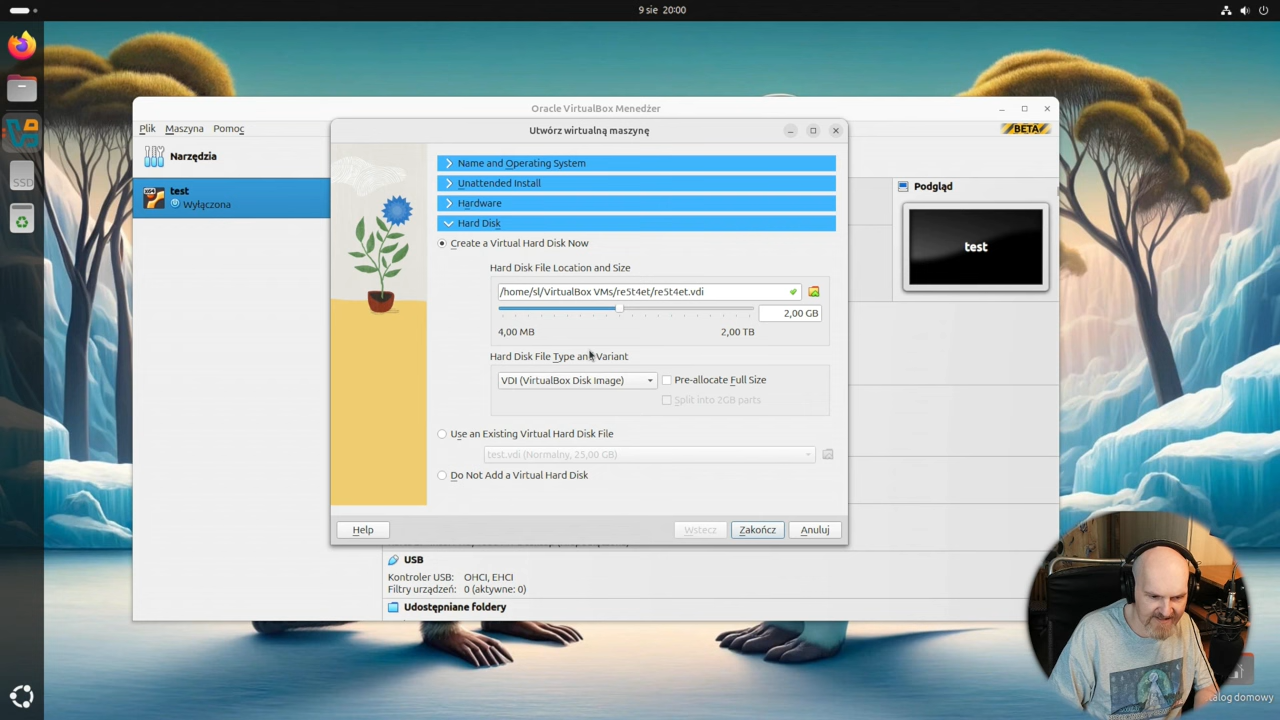 9 sie 20:00
Oracle VirtualBox Menedżer
Plik Maszyna Pomoc
BETA
Narzędzia
test
Wyłączona
Utwórz wirtualną maszynę
Name and Operating System
Unattended Install
Hardware
Hard Disk
Create a Virtual Hard Disk Now
Hard Disk File Location and Size
/home/sl/VirtualBox VMs/re5t4et/re5t4et.vdi
2,00 GB
4,00 MB 2,00 TB
Hard Disk File Type and Variant
VDI (VirtualBox Disk Image) Pre-allocate Full Size
Split into 2GB parts
Use an Existing Virtual Hard Disk File
test.vdi (Normalny, 25,00 GB)
Do Not Add a Virtual Hard Disk
Help Wstecz Zakończ Anuluj
Podgląd
test
USB
Kontroler USB: OHCI, EHCI
Filtry urządzeń: 0 (aktywne: 0)
Udostępniane foldery
SSD
x64
domowy